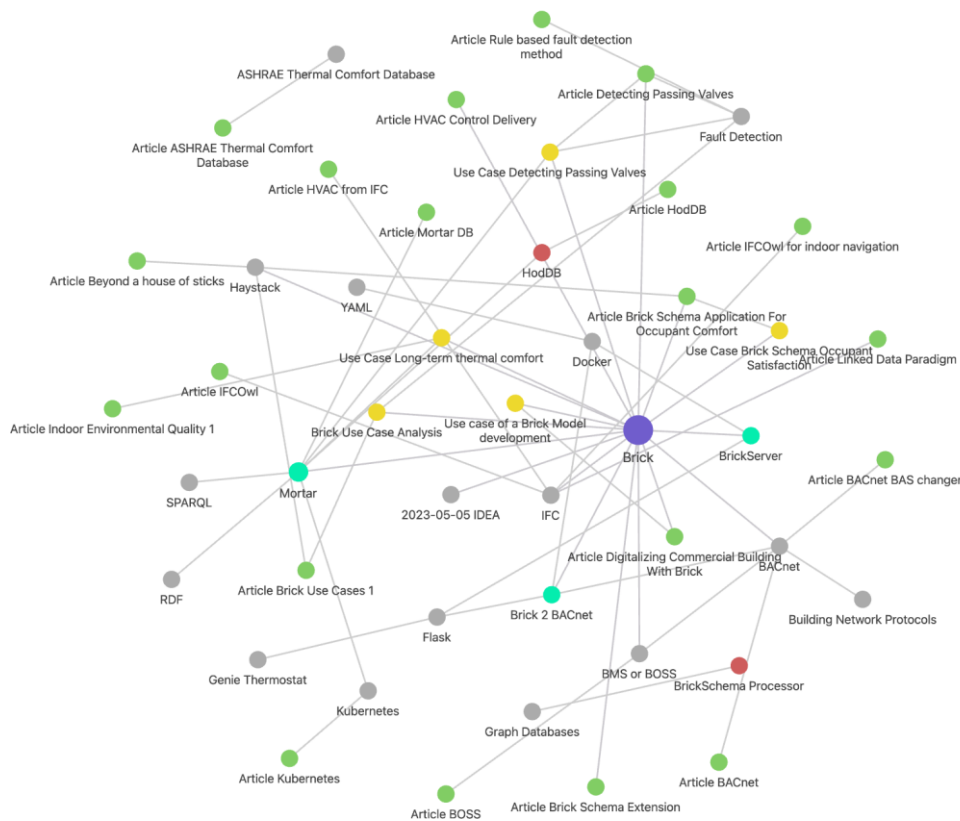 Article Rule based fault detection
method
ASHRAE Thermal Comfort Database
Article Detecting Passing Valves
Article HVAC Control Delivery
Fault Detection
Article ASHRAE Thermal Comfort
Database
Use Case Detecting Passing Valves
Article HVAC from IFC
Article HodDB
Article Mortar DB
Article IFCOwl for indoor navigation
HodDB
Article Beyond a house of sticks
Haystack
YAML
Article Brick Schema Application For
Occupant Comfort
Use Case Brick Schema Occupant
Satisfaction
Article Linked Data Paradigm
Use Case Long-term thermal comfort
Docker
Article IFCOwl
Article Indoor Environmental Quality 1
Brick Use Case Analysis
Use case of a Brick Model
development
Brick
BrickServer
Article BACnet BAS changer
Mortar
SPARQL
2023-05-05 IDEA
IFC
Article Digitalizing Commercial Building
With Brick
BACnet
RDF
Article Brick Use Cases 1
Brick 2 BACnet
Building Network Protocols
Flask
Genie Thermostat
BMS or BOSS
BrickSchema Processor
Kubernetes
Graph Databases
Article Kubernetes
Article BACnet
Article BOSS
Article Brick Schema Extension